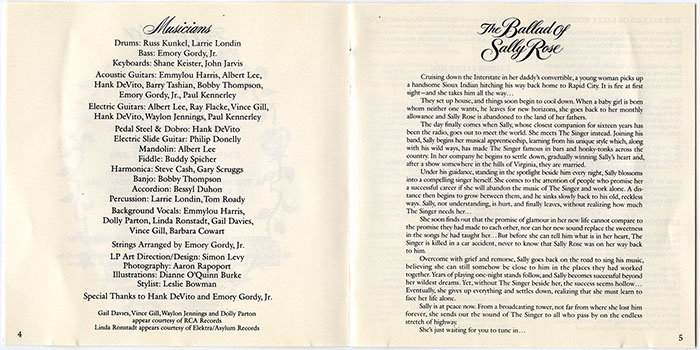 Musicians
Drums: Russ Kunkel, Larrie Londin
Bass: Emory Gordy, Jr.
Keyboards: Shane Keister, John Jarvis
Acoustic Guitars: Emmylou Harris, Albert Lee,
Hank DeVito, Barry Tashian, Bobby Thompson,
Emory Gordy, Jr., Paul Kennerley
Electric Guitars: Albert Lee, Ray Flacke, Vince Gill,
Hank DeVito, Waylon Jennings, Paul Kennerley
Pedal Steel & Dobro: Hank DeVito
Electric Slide Guitar: Philip Donelly
Mandolin: Albert Lee
Fiddle: Buddy Spicher
Harmonica: Steve Cash, Gary Scruggs
Banjo: Bobby Thompson
Accordion: Bessyl Duhon
Percussion: Larrie Londin, Tom Roady
Background Vocals: Emmylou Harris,
Dolly Parton, Linda Ronstadt, Gail Davies,
Vince Gill, Barbara Cowart
Strings Arranged by Emory Gordy, Jr.
LP Art Direction/Design: Simon Levy
Photography: Aaron Rapoport
Illustrations: Dianne O'Quinn Burke
Stylist: Leslie Bowman
Special Thanks to Hank DeVito and Emory Gordy, Jr.
Gail Davies, Vince Gill, Waylon Jennings and Dolly Parton
appear courtesy of RCA Records
Linda Ronstadt appears courtesy of Elektra/Asylum Records
4
The Ballad Of
Sally Rose
Cruising down the Interstate in her daddy's convertible, a young woman picks up
a handsome Sioux Indian hitching his way back home to Rapid City. It is fire at first
sight—and she takes him all the way...
They set up house, and things soon begin to cool down. When a baby girl is born
whom neither one wants, he leaves for new horizons, she goes back to her monthly
allowance and Sally Rose is abandoned to the land of her fathers.
The day finally comes when Sally, whose closest companion for sixteen years has
been the radio, goes out to meet the world. She meets The Singer instead. Joining his
band, Sally begins her musical apprenticeship, learning from his unique style which, along
with his wild ways, has made The Singer famous in bars and honky-tonks across the
country. In her company he begins to settle down, gradually winning Sally's heart and,
after a show somewhere in the hills of Virginia, they are married.
Under his guidance, standing in the spotlight beside him every night, Sally blossoms
into a compelling singer herself. She comes to the attention of people who promise her
a successful career if she will abandon the music of The Singer and work alone. A dis-
tance then begins to grow between them, and he sinks slowly back to his old, reckless
ways. Sally, not understanding, is hurt, and finally leaves, without realizing how much
The Singer needs her...
She soon finds out that the promise of glamour in her new life cannot compare to
the promise they had made to each other, nor can her new sound replace the sweetness
in the songs he had taught her... But before she can tell him what is in her heart, The
Singer is killed in a car accident, never to know that Sally Rose was on her way back
to him.
Overcome with grief and remorse, Sally goes back on the road to sing his music,
believing she can still somehow be close to him in the places they had worked
together. Years of playing one-night stands follow, and Sally becomes successful beyond
her wildest dreams. Yet, without The Singer beside her, the success seems hollow...
Eventually, she gives up everything and settles down, realizing that she must learn to
face her life alone.
Sally is at peace now. From a broadcasting tower, not far from where she lost him
forever, she sends out the sound of The Singer to all who pass by on the endless
stretch of highway.
She's just waiting for you to tune in...
5